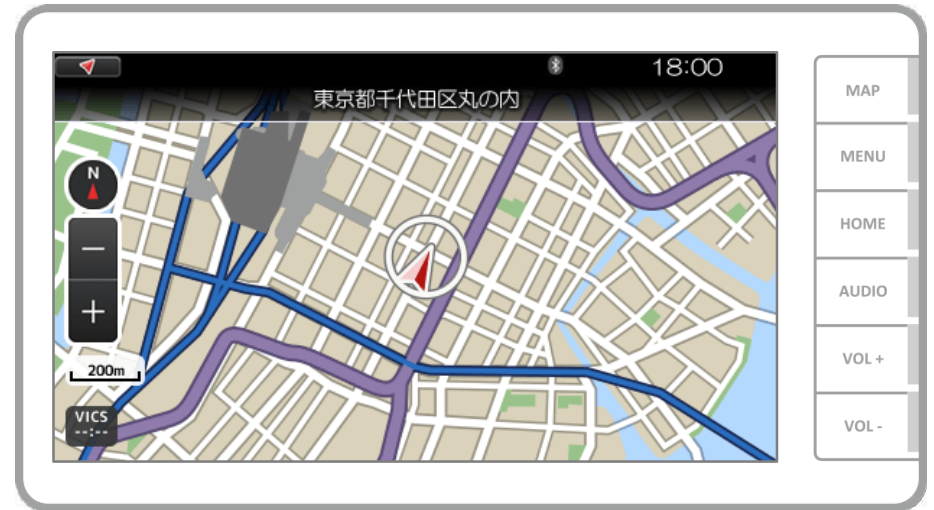 18:00
東京都千代田区丸の内
N
−
+
200m
VICS
--:--
MAP
MENU
HOME
AUDIO
VOL +
VOL -